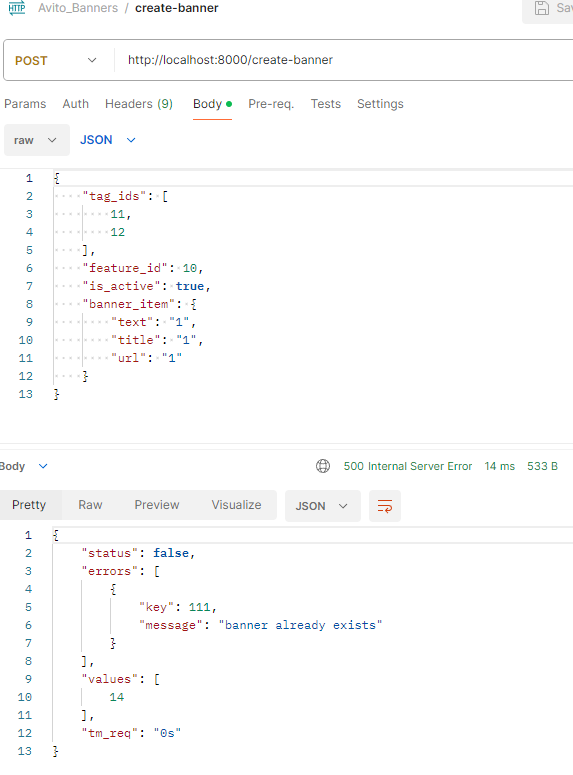 HTTP Avito_Banners / create-banner
POST http://localhost:8000/create-banner
Params Auth Headers (9) Body Pre-req. Tests Settings
raw JSON
1 {
2 "tag_ids": [
3 11,
4 12
5 ],
6 "feature_id": 10,
7 "is_active": true,
8 "banner_item": {
9 "text": "1",
10 "title": "1",
11 "url": "1"
12 }
13 }
Body 500 Internal Server Error 14 ms 533 B
Pretty Raw Preview Visualize JSON
1 {
2 "status": false,
3 "errors": [
4 {
5 "key": 111,
6 "message": "banner already exists"
7 }
8 ],
9 "values": [
10 14
11 ],
12 "tm_req": "0s"
13 }